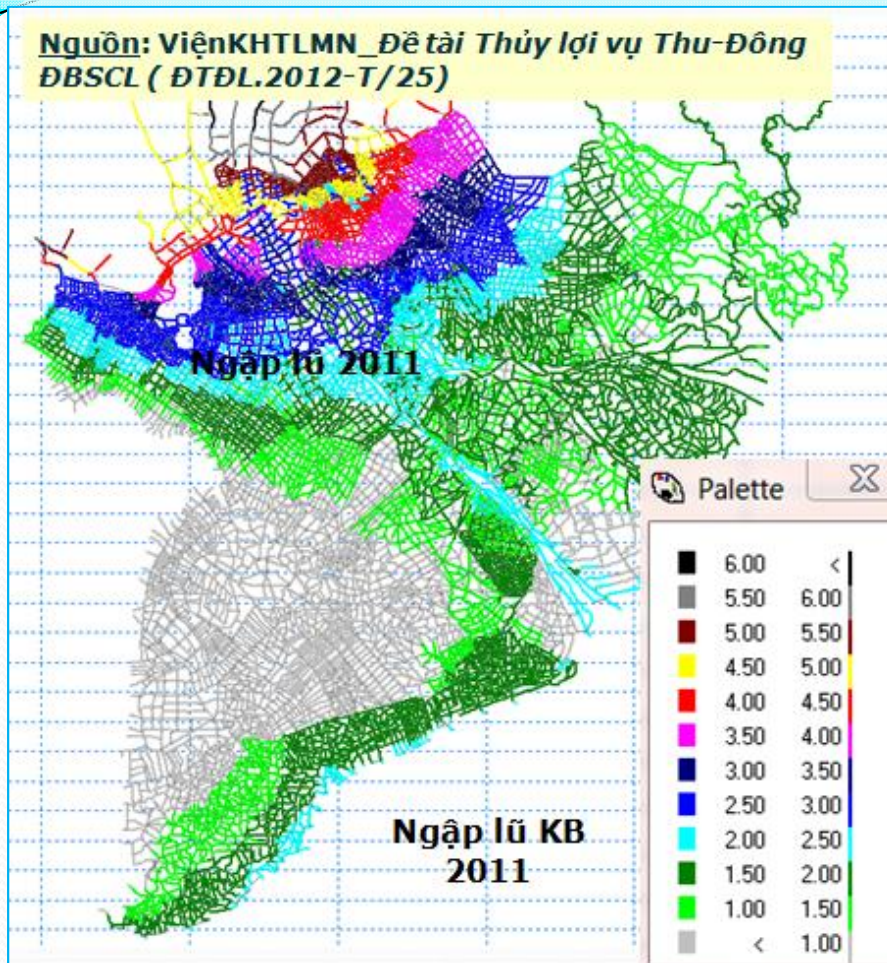 Nguồn: ViệnKHTLMN_Đề tài Thủy lợi vụ Thu-Đông
ĐBSCL ( ĐTĐL.2012-T/25)
Ngập lũ 2011
Ngập lũ KB
2011
Palette
6.00 <
5.50 6.00
5.00 5.50
4.50 5.00
4.00 4.50
3.50 4.00
3.00 3.50
2.50 3.00
2.00 2.50
1.50 2.00
1.00 1.50
< 1.00